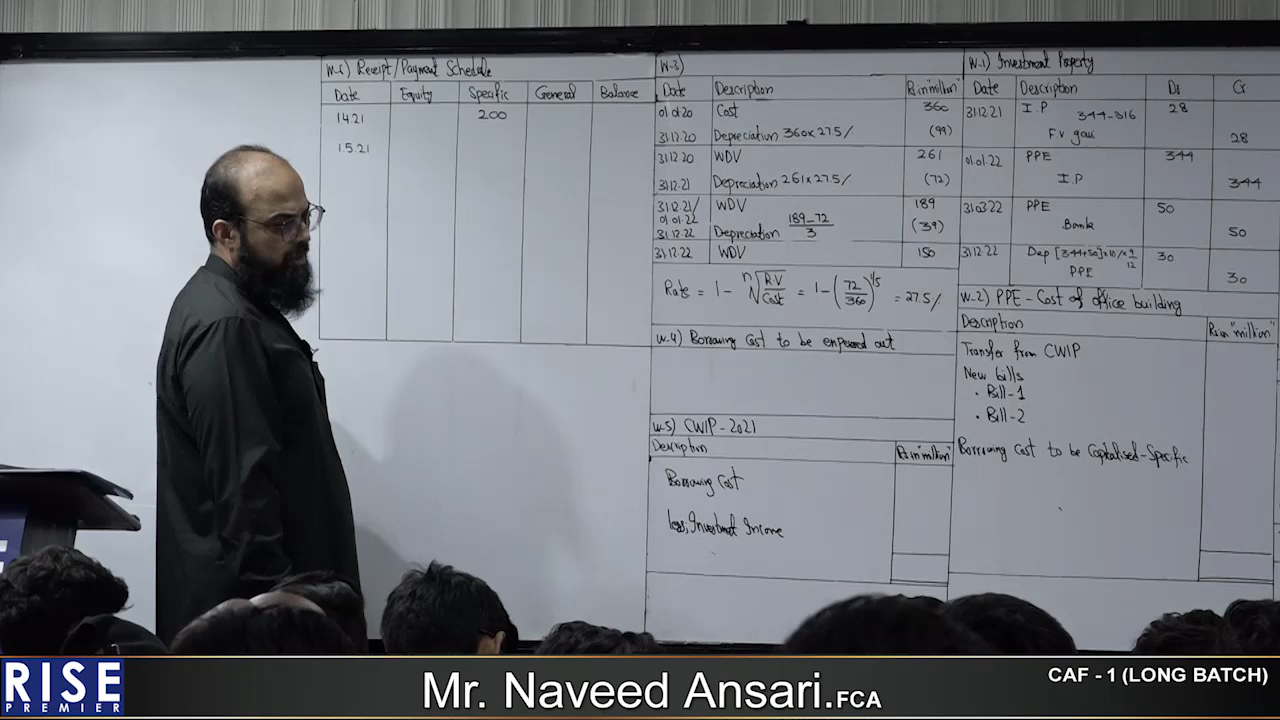 W-6) Receipt/Payment Schedule
Date Equity Specific General Balance
1.4.21 200
1.5.21
W-3)
Date Description Rs in "million"
01.01.20 Cost 360
31.12.20 Depreciation 360x27.5% (99)
31.12.20 WDV 261
31.12.21 Depreciation 261x27.5% (72)
31.12.21/ WDV 189
01.01.22
31.12.22 Depreciation 189-72/3 (39)
31.12.22 WDV 150
Rate = 1 - n√RV/Cost = 1-(72/360)^1/5 = 27.5%
W-4) Borrowing Cost to be expensed out
W-5) CWIP - 2021
Description Rs in "million"
Borrowing Cost
less; Investment Income
W-1) Investment Property
Date Description Dr Cr
31.12.21 I.P 344-316 28
F.V gain 28
01.01.22 PPE 344
I.P 344
31.03.22 PPE 50
Bank 50
31.12.22 Dep [344+50]x10%x9/12 30
PPE 30
W-2) PPE - Cost of office building
Description Rs in "million"
Transfer from CWIP
New bills
• Bill-1
• Bill-2
Borrowing Cost to be Capitalised-Specific
RISE
PREMIER
Mr. Naveed Ansari.FCA
CAF - 1 (LONG BATCH)